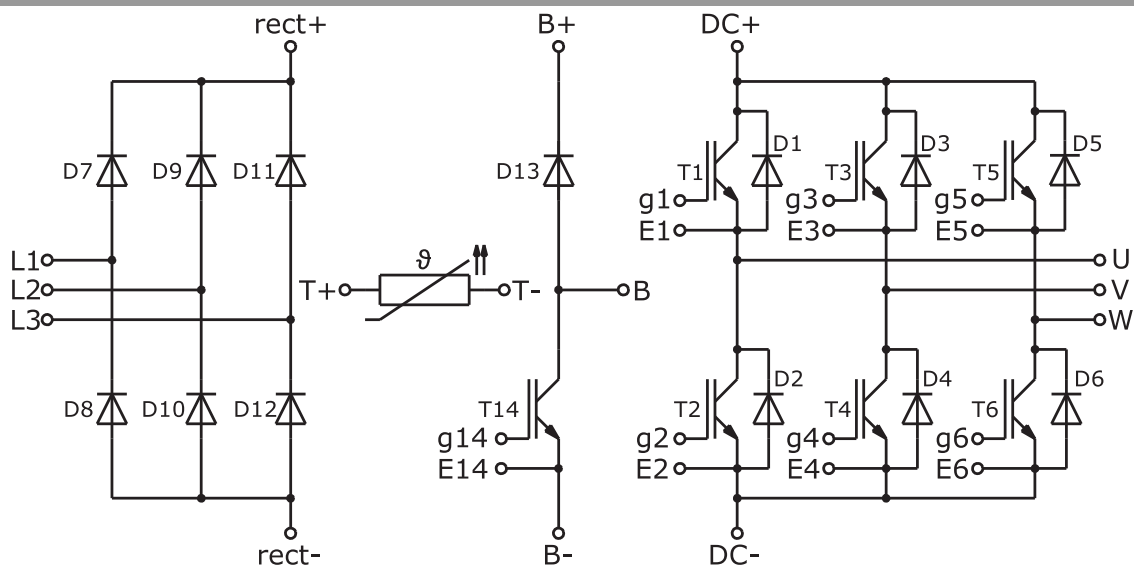 rect+ B+ DC+
D7 D9 D11 D13 T1 D1 T3 D3 T5 D5
g1 g3 g5
E1 E3 E5
L1 ϑ U
L2 T+ T- B V
L3 W
D8 D10 D12 T14 T2 D2 T4 D4 T6 D6
g14 g2 g4 g6
E14 E2 E4 E6
rect- B- DC-